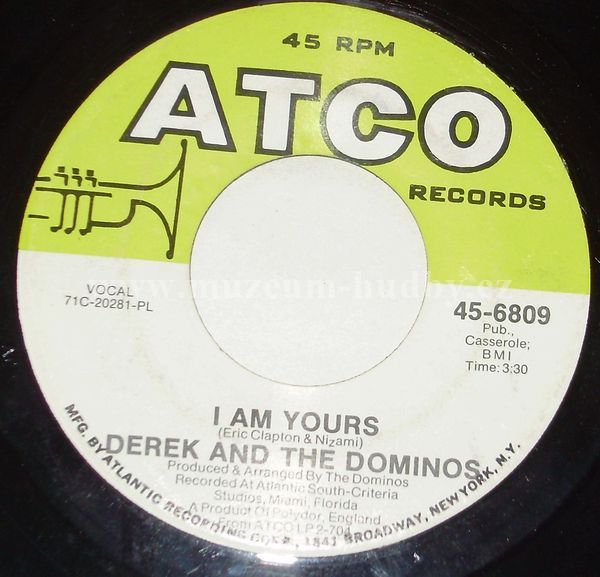 45 RPM
ATCO
RECORDS
VOCAL
71C-20281-PL
www.muzeum-hudby.cz
45-6809
Pub.,
Casserole;
BMI
Time: 3:30
I AM YOURS
(Eric Clapton & Nizami)
DEREK AND THE DOMINOS
Produced & Arranged By The Dominos
Recorded At Atlantic South-Criteria
Studios, Miami, Florida
A Product Of Polydor, England
From ATCO LP 2-704
MFG. BY ATLANTIC RECORDING CORP., 1841 BROADWAY, NEW YORK, N.Y.